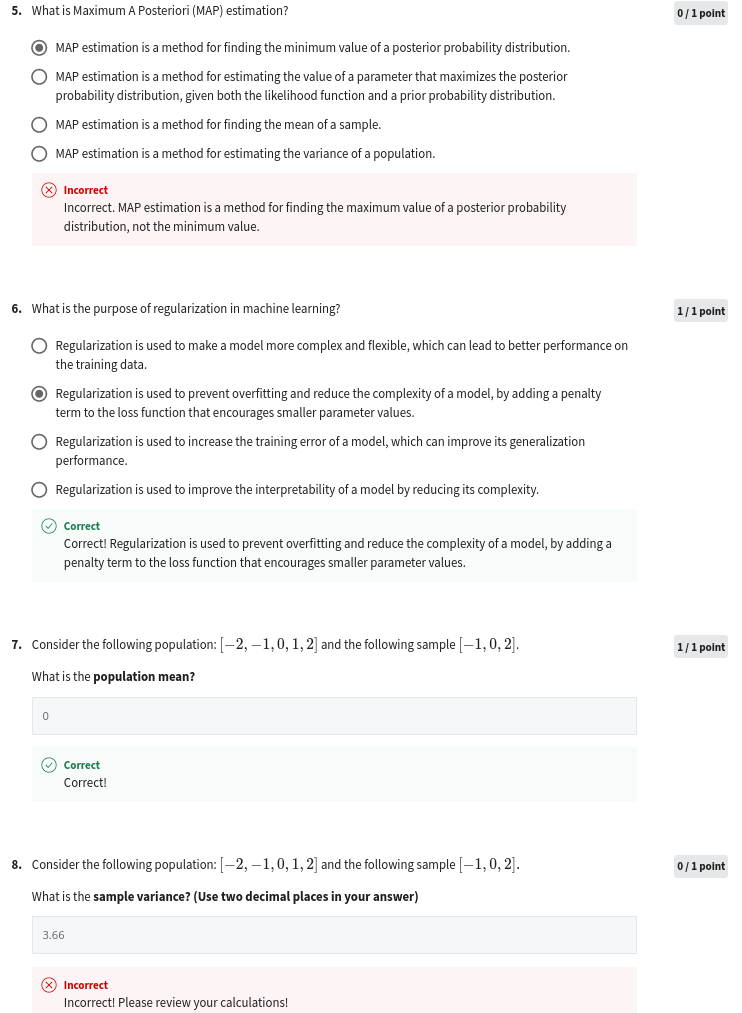 5. What is Maximum A Posteriori (MAP) estimation?
0 / 1 point
MAP estimation is a method for finding the minimum value of a posterior probability distribution.
MAP estimation is a method for estimating the value of a parameter that maximizes the posterior
probability distribution, given both the likelihood function and a prior probability distribution.
MAP estimation is a method for finding the mean of a sample.
MAP estimation is a method for estimating the variance of a population.
Incorrect
Incorrect. MAP estimation is a method for finding the maximum value of a posterior probability
distribution, not the minimum value.
6. What is the purpose of regularization in machine learning?
1 / 1 point
Regularization is used to make a model more complex and flexible, which can lead to better performance on
the training data.
Regularization is used to prevent overfitting and reduce the complexity of a model, by adding a penalty
term to the loss function that encourages smaller parameter values.
Regularization is used to increase the training error of a model, which can improve its generalization
performance.
Regularization is used to improve the interpretability of a model by reducing its complexity.
Correct
Correct! Regularization is used to prevent overfitting and reduce the complexity of a model, by adding a
penalty term to the loss function that encourages smaller parameter values.
7. Consider the following population: [−2, −1, 0, 1, 2] and the following sample [−1, 0, 2].
1 / 1 point
What is the population mean?
0
Correct
Correct!
8. Consider the following population: [−2, −1, 0, 1, 2] and the following sample [−1, 0, 2].
0 / 1 point
What is the sample variance? (Use two decimal places in your answer)
3.66
Incorrect
Incorrect! Please review your calculations!